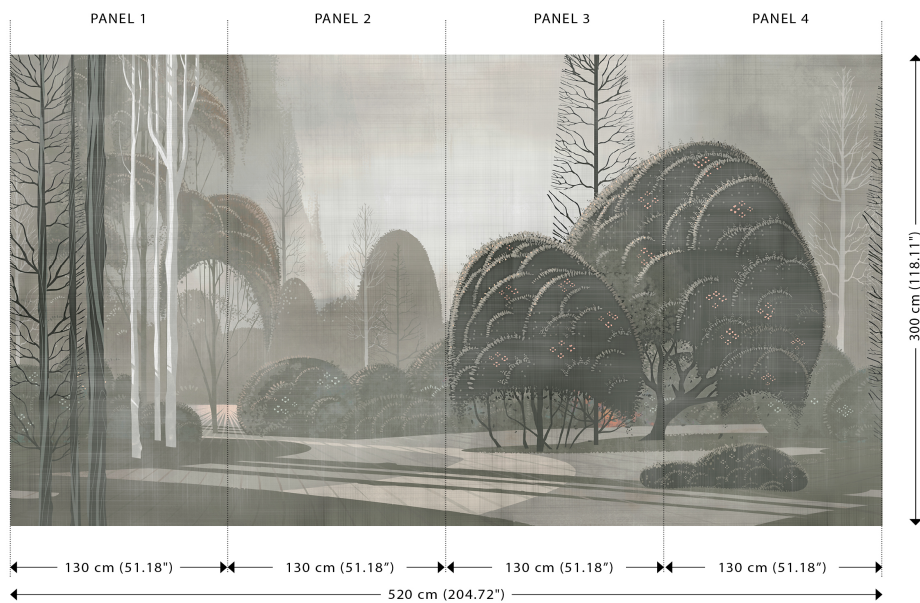 PANEL 1 PANEL 2 PANEL 3 PANEL 4
300 cm (118.11")
130 cm (51.18") 130 cm (51.18”) 130 cm (51.18”) 130 cm (51.18”)
520 cm (204.72")